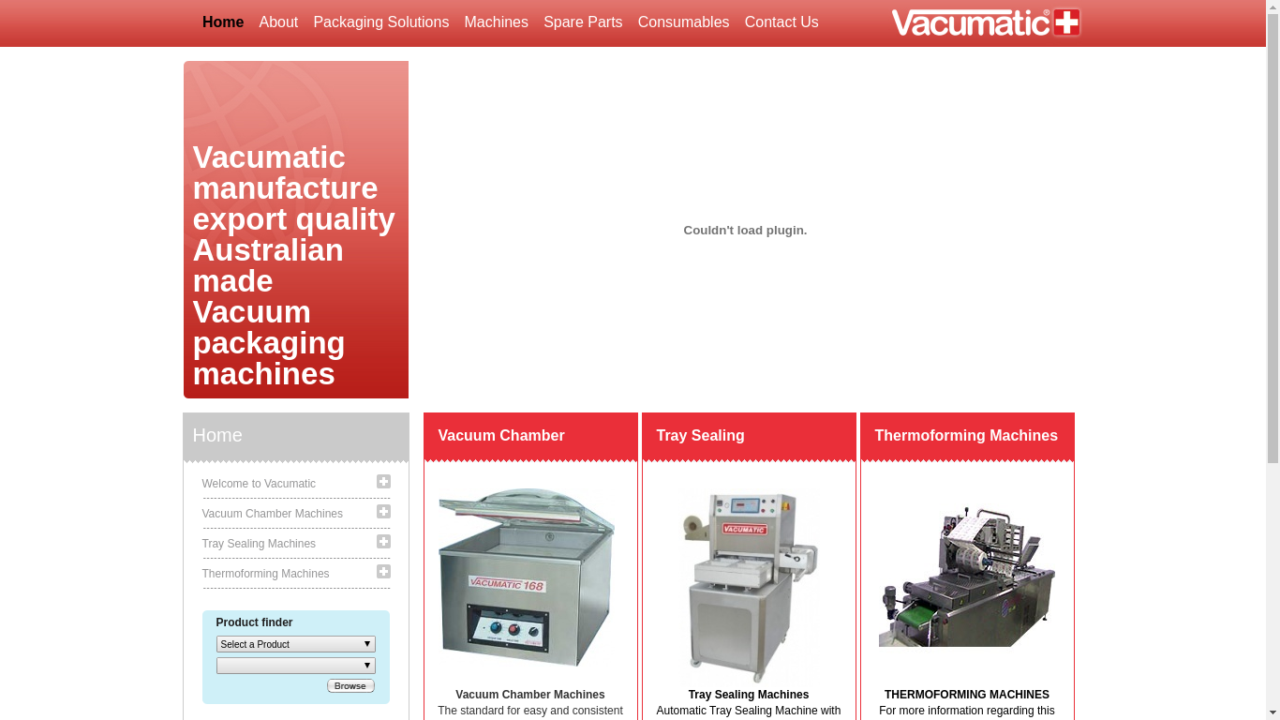 Home About Packaging Solutions Machines Spare Parts Consumables Contact Us Vacumatic
Vacumatic
manufacture
export quality
Australian
made
Vacuum
packaging
machines
Couldn't load plugin.
Home
Welcome to Vacumatic
Vacuum Chamber Machines
Tray Sealing Machines
Thermoforming Machines
Product finder
Select a Product
Browse
Vacuum Chamber
VACUMATIC 168
Vacuum Chamber Machines
The standard for easy and consistent
Tray Sealing
VACUMATIC
Tray Sealing Machines
Automatic Tray Sealing Machine with
Thermoforming Machines
THERMOFORMING MACHINES
For more information regarding this